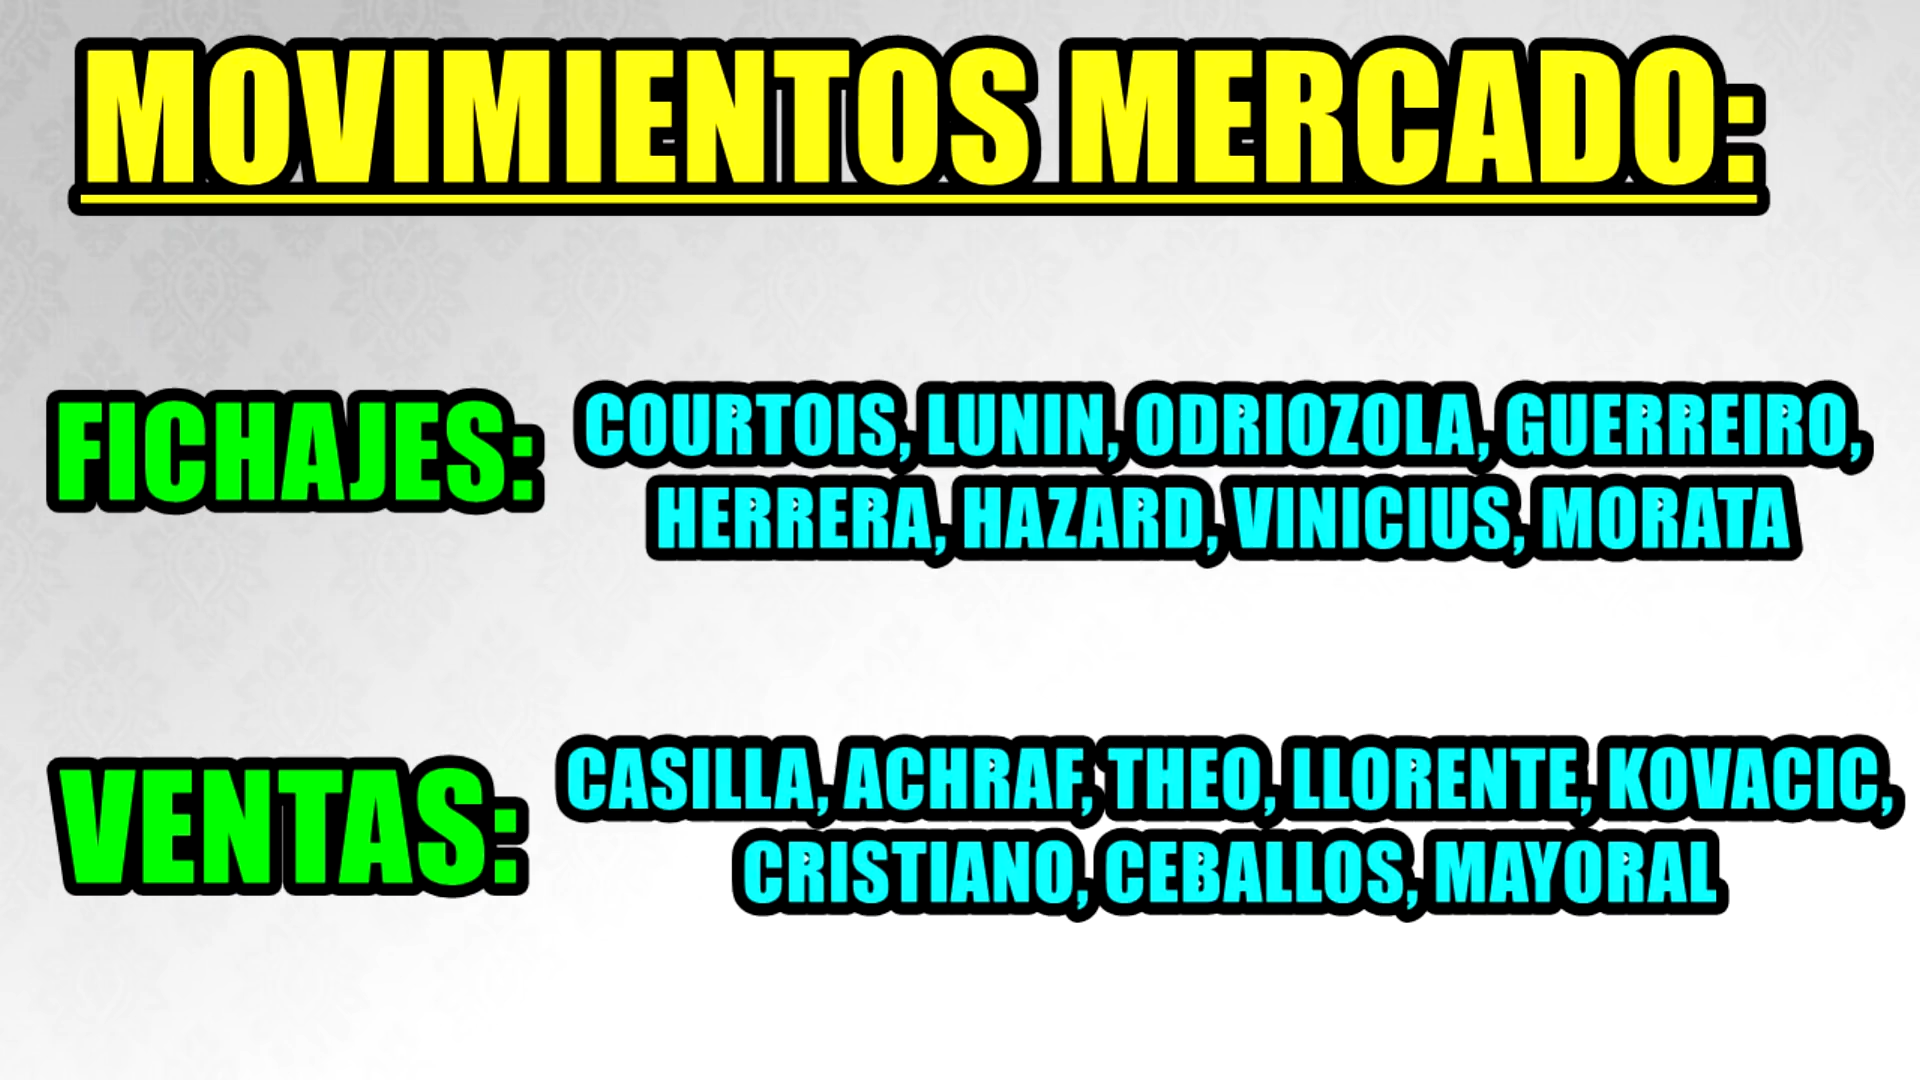 MOVIMIENTOS MERCADO:
FICHAJES:
COURTOIS, LUNIN, ODRIOZOLA, GUERREIRO,
HERRERA, HAZARD, VINICIUS, MORATA
VENTAS:
CASILLA, ACHRAF, THEO, LLORENTE, KOVACIC,
CRISTIANO, CEBALLOS, MAYORAL